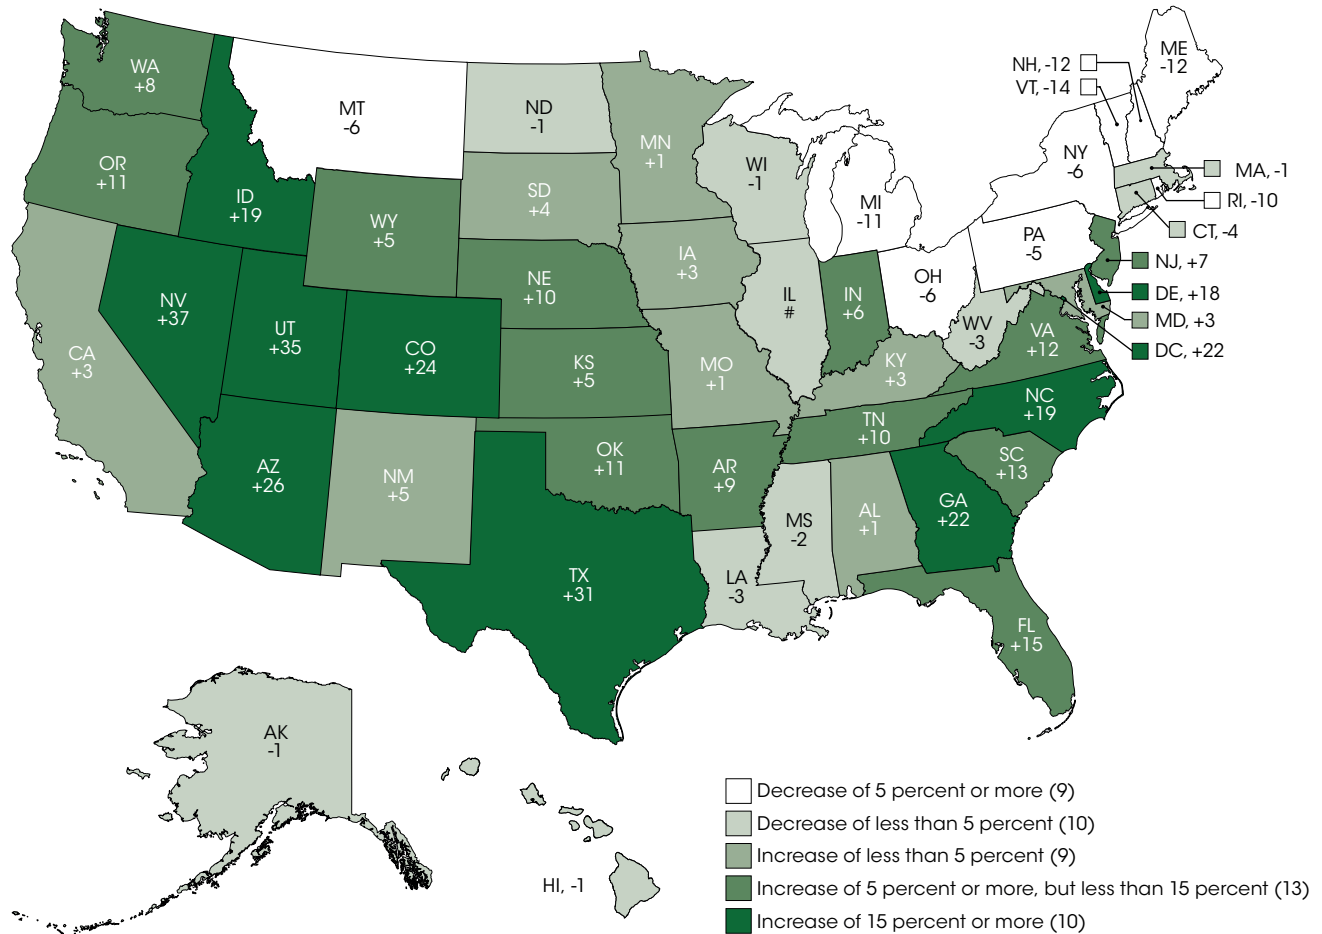 WA
+8
MT
-6
ND
-1
MN
+1
NH, -12
VT, -14
ME
-12
OR
+11
ID
+19
WY
+5
SD
+4
WI
-1
MI
-11
NY
-6
MA, -1
RI, -10
CT, -4
PA
-5
NJ, +7
DE, +18
MD, +3
DC, +22
NV
+37
UT
+35
CO
+24
NE
+10
IA
+3
IL
#
IN
+6
OH
-6
WV
-3
VA
+12
CA
+3
KS
+5
MO
+1
KY
+3
NC
+19
TN
+10
SC
+13
AZ
+26
NM
+5
OK
+11
AR
+9
MS
-2
AL
+1
GA
+22
TX
+31
LA
-3
FL
+15
AK
-1
HI, -1
Decrease of 5 percent or more (9)
Decrease of less than 5 percent (10)
Increase of less than 5 percent (9)
Increase of 5 percent or more, but less than 15 percent (13)
Increase of 15 percent or more (10)